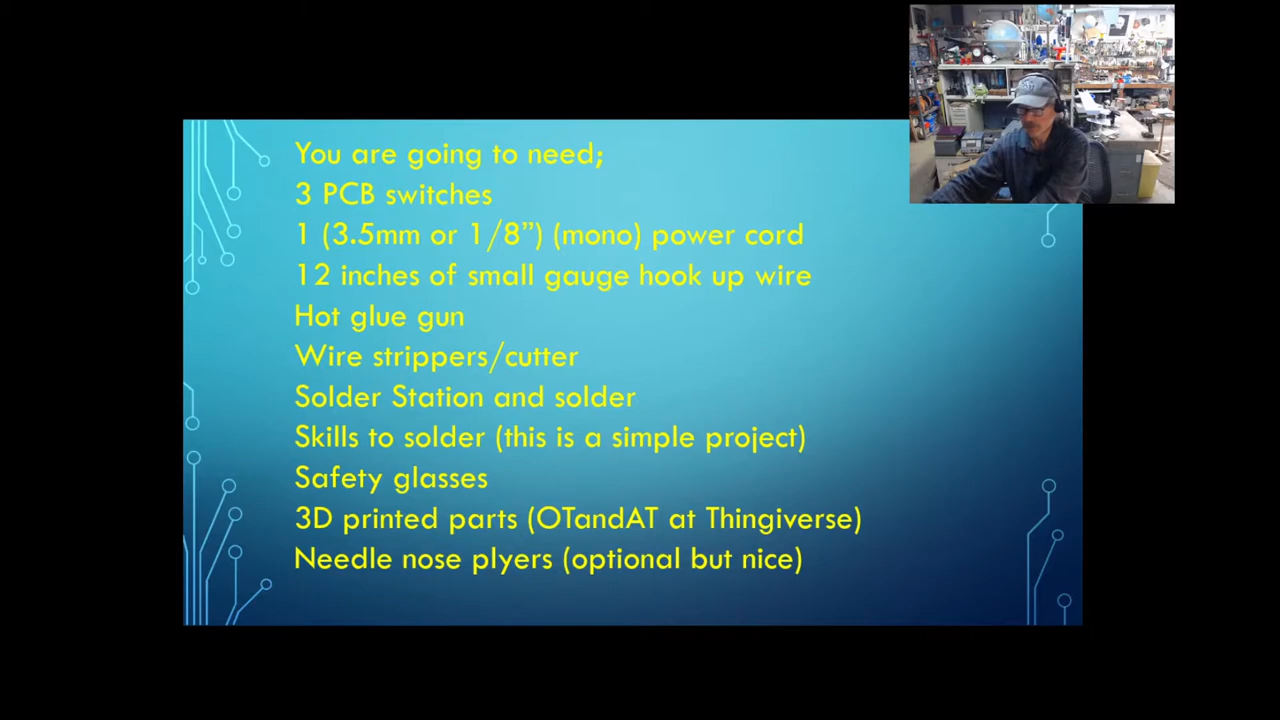 You are going to need;
3 PCB switches
1 (3.5mm or 1/8”) (mono) power cord
12 inches of small gauge hook up wire
Hot glue gun
Wire strippers/cutter
Solder Station and solder
Skills to solder (this is a simple project)
Safety glasses
3D printed parts (OTandAT at Thingiverse)
Needle nose plyers (optional but nice)